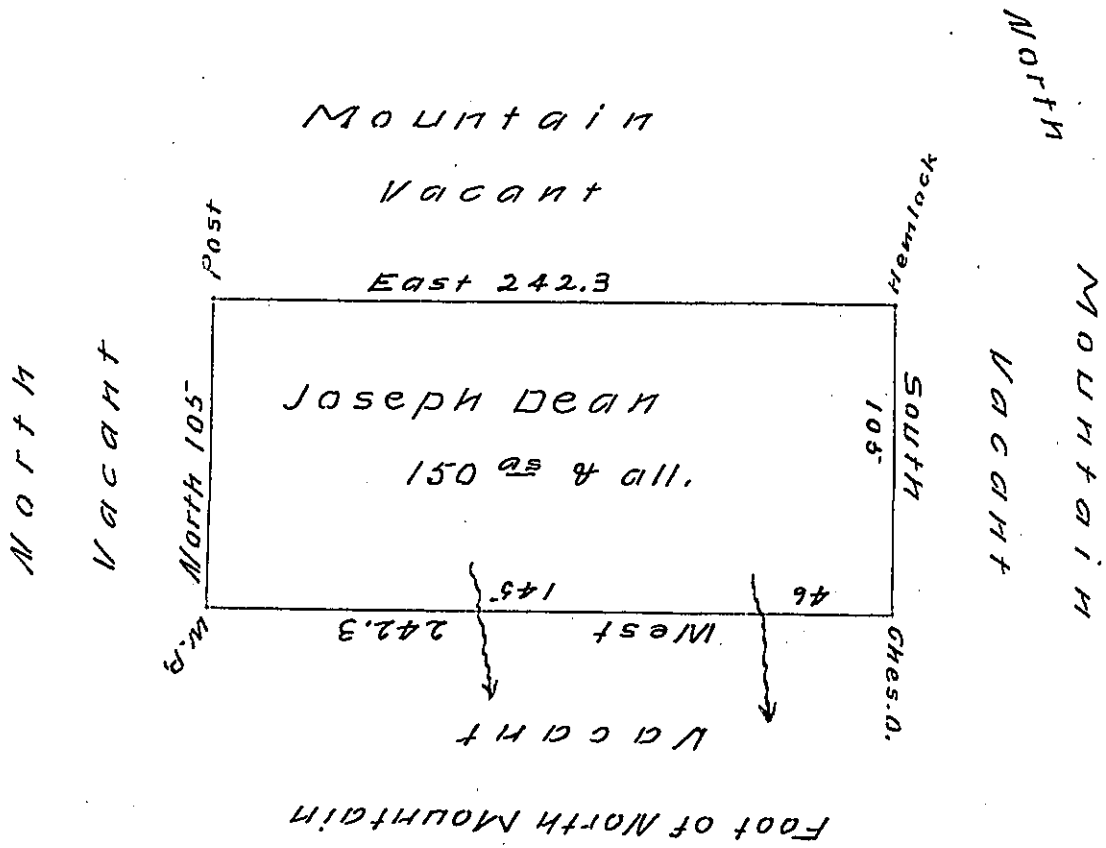 North
Mountain
Vacant
Mountain
Vacant
Post
East 242.3
Hemlock
North
Vacant
North 105
Joseph Dean
150 as & all.
South
105
W.P.
145
46
242.3
West
Ches.O.
Vacant
Foot of North Mountain